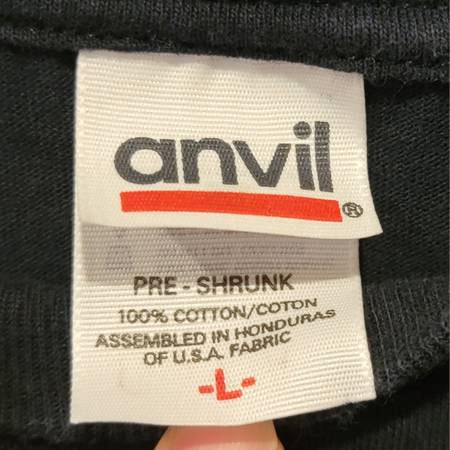 anvil®
PRE - SHRUNK
100% COTTON/COTON
ASSEMBLED IN HONDURAS
OF U.S.A. FABRIC
-L-